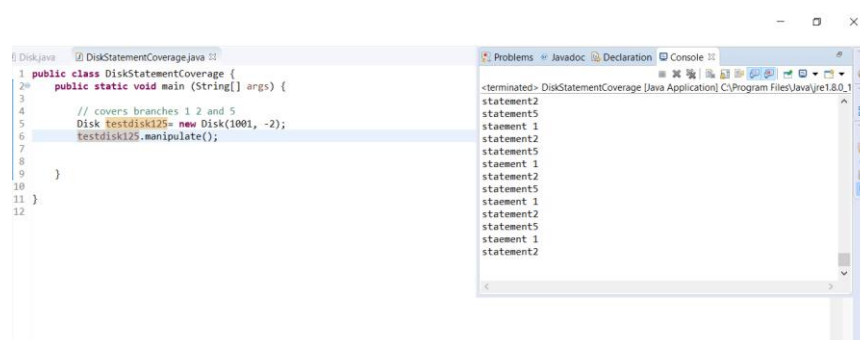 Disk.java DiskStatementCoverage.java
1 public class DiskStatementCoverage {
2 public static void main (String[] args) {
3
4 // covers branches 1 2 and 5
5 Disk testdisk125= new Disk(1001, -2);
6 testdisk125.manipulate();
7
8
9 }
10
11 }
12
Problems Javadoc Declaration Console
<terminated> DiskStatementCoverage [Java Application] C:\Program Files\Java\jre1.8.0_1
statement2
statement5
staement 1
statement2
statement5
staement 1
statement2
statement5
staement 1
statement2
statement5
staement 1
statement2